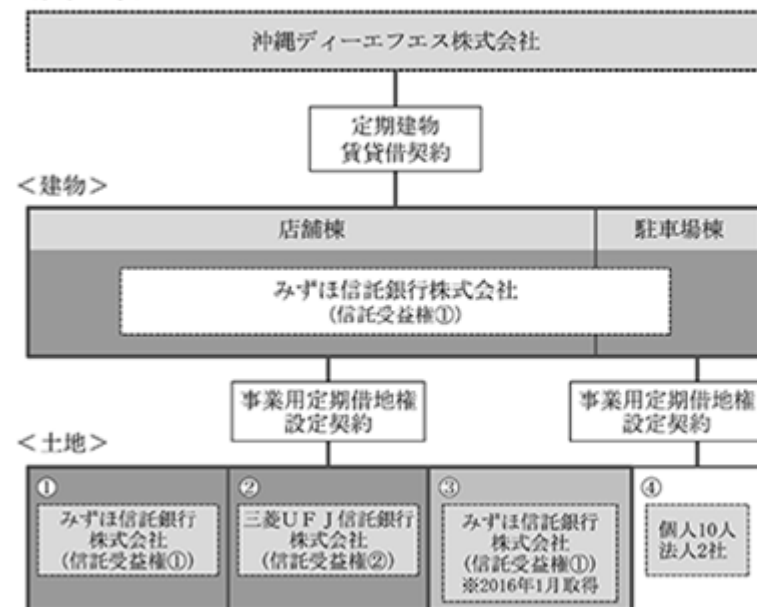 沖縄ディーエフエス株式会社
定期建物
賃貸借契約
＜建物＞
店舗棟
駐車場棟
みずほ信託銀行株式会社
(信託受益権①)
事業用定期借地権
設定契約
事業用定期借地権
設定契約
＜土地＞
①
みずほ信託銀行
株式会社
(信託受益権①)
②
三菱ＵＦＪ信託銀行
株式会社
(信託受益権②)
③
みずほ信託銀行
株式会社
(信託受益権①)
※2016年1月取得
④
個人10人
法人2社